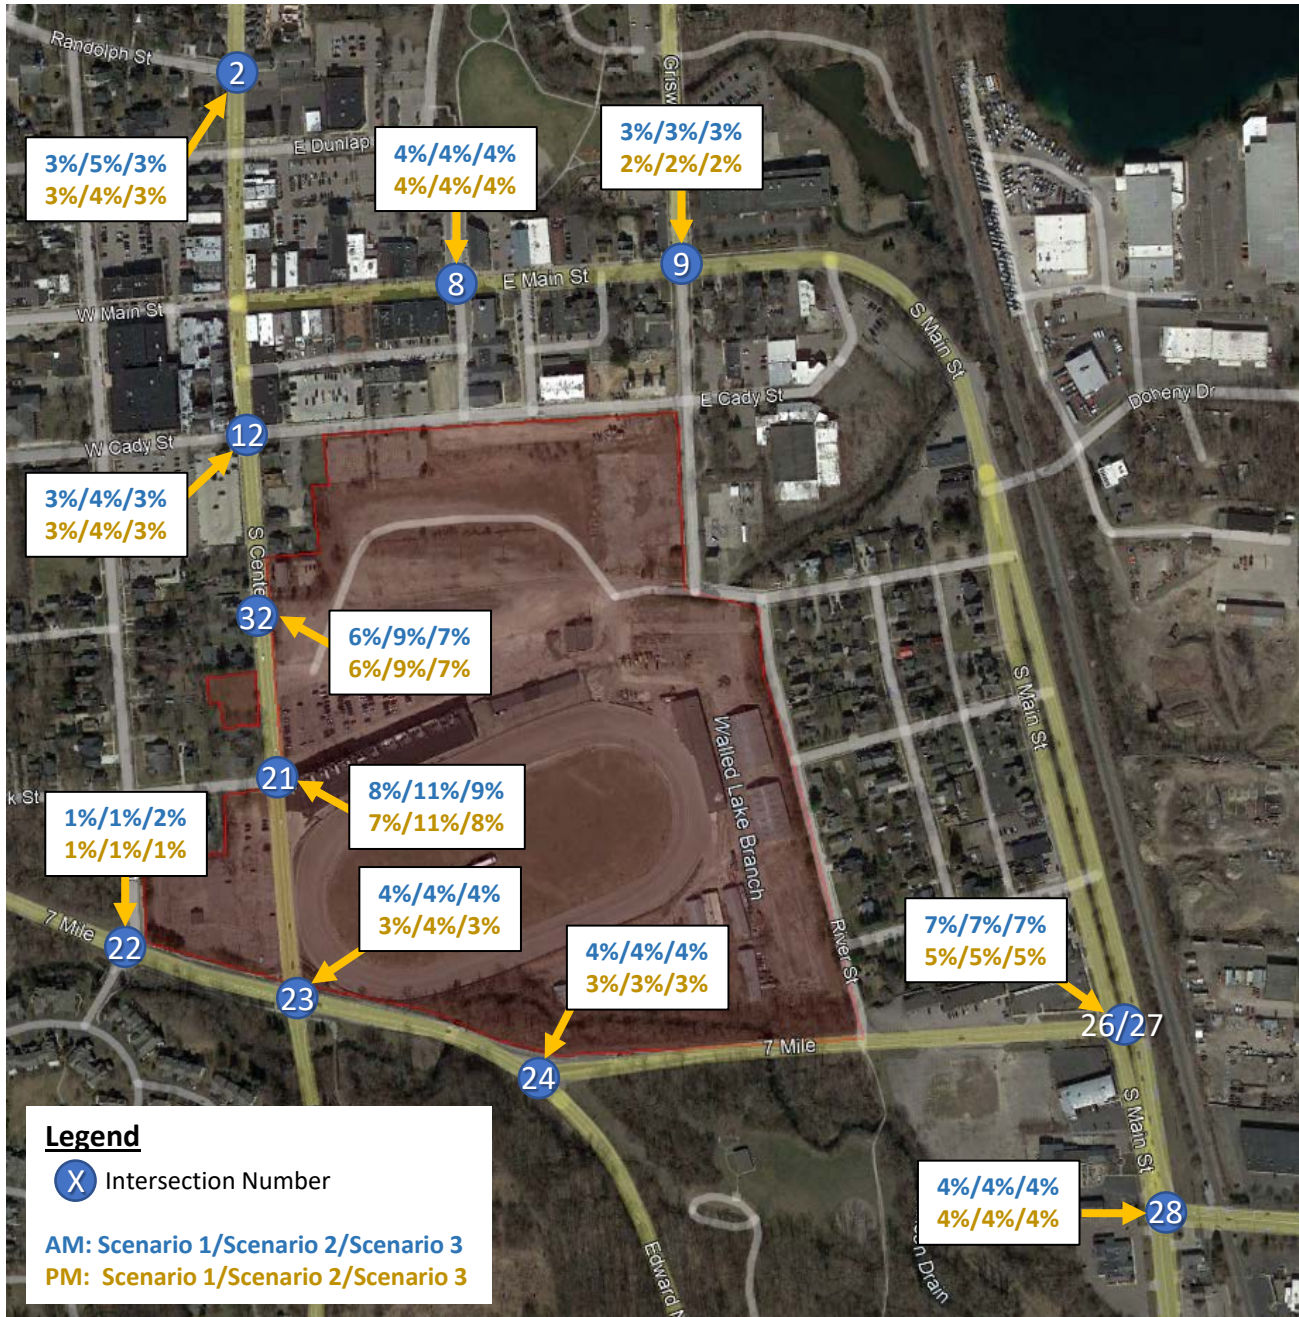 Randolph St
2
Grisw
3%/5%/3%
3%/4%/3%
E Dunlap
4%/4%/4%
4%/4%/4%
3%/3%/3%
2%/2%/2%
9
8
E Main St
W Main St
S Main St
E Cady St
Doheny Dr
12
W Cady St
3%/4%/3%
3%/4%/3%
S Cente
32
6%/9%/7%
6%/9%/7%
S Main St
Walled Lake Branch
21
k St
8%/11%/9%
7%/11%/8%
1%/1%/2%
1%/1%/1%
4%/4%/4%
3%/4%/3%
7 Mile
22
23
4%/4%/4%
3%/3%/3%
River St
7%/7%/7%
5%/5%/5%
26/27
7 Mile
24
S Main St
4%/4%/4%
4%/4%/4%
28
Edward N
on Drain
Legend
X Intersection Number
AM: Scenario 1/Scenario 2/Scenario 3
PM: Scenario 1/Scenario 2/Scenario 3